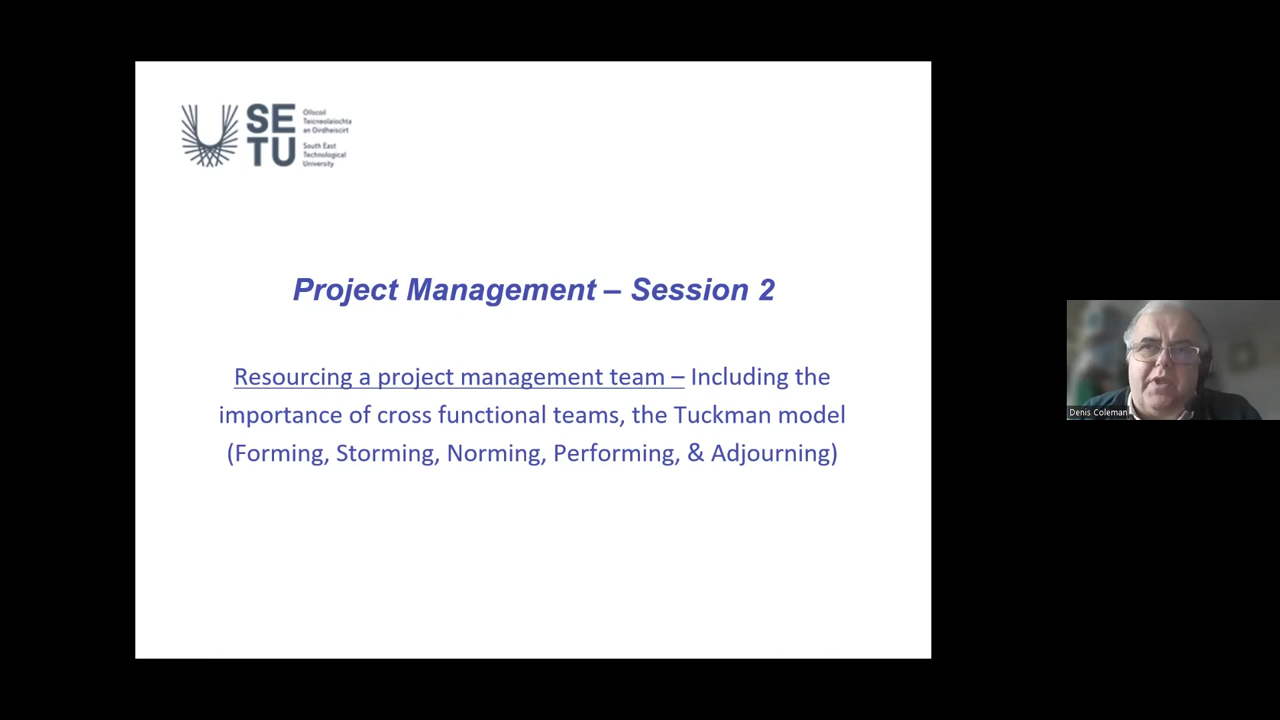 SE
TU
Ollscoil
Teicneolaíochta
an Oirdheiscirt
South East
Technological
University
Project Management – Session 2
Resourcing a project management team – Including the
importance of cross functional teams, the Tuckman model
(Forming, Storming, Norming, Performing, & Adjourning)
Denis Coleman